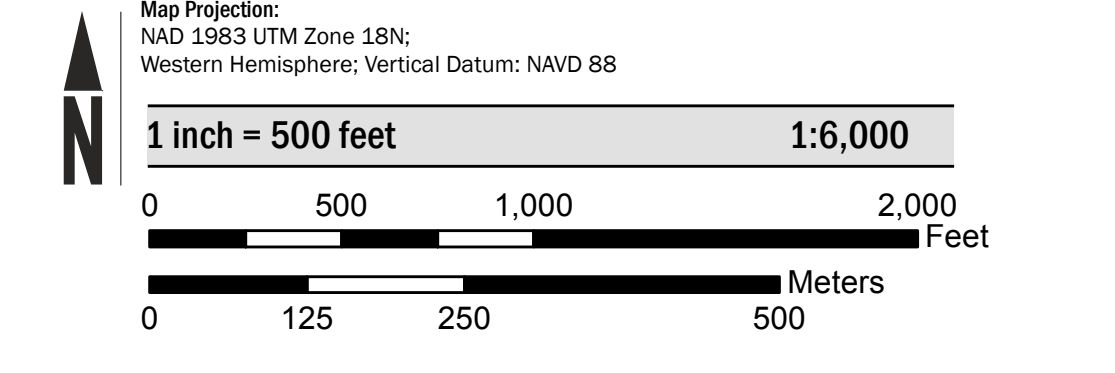 Map Projection:
NAD 1983 UTM Zone 18N;
Western Hemisphere; Vertical Datum: NAVD 88
N
1 inch = 500 feet 1:6,000
0 500 1,000 2,000
Feet
Meters
0 125 250 500